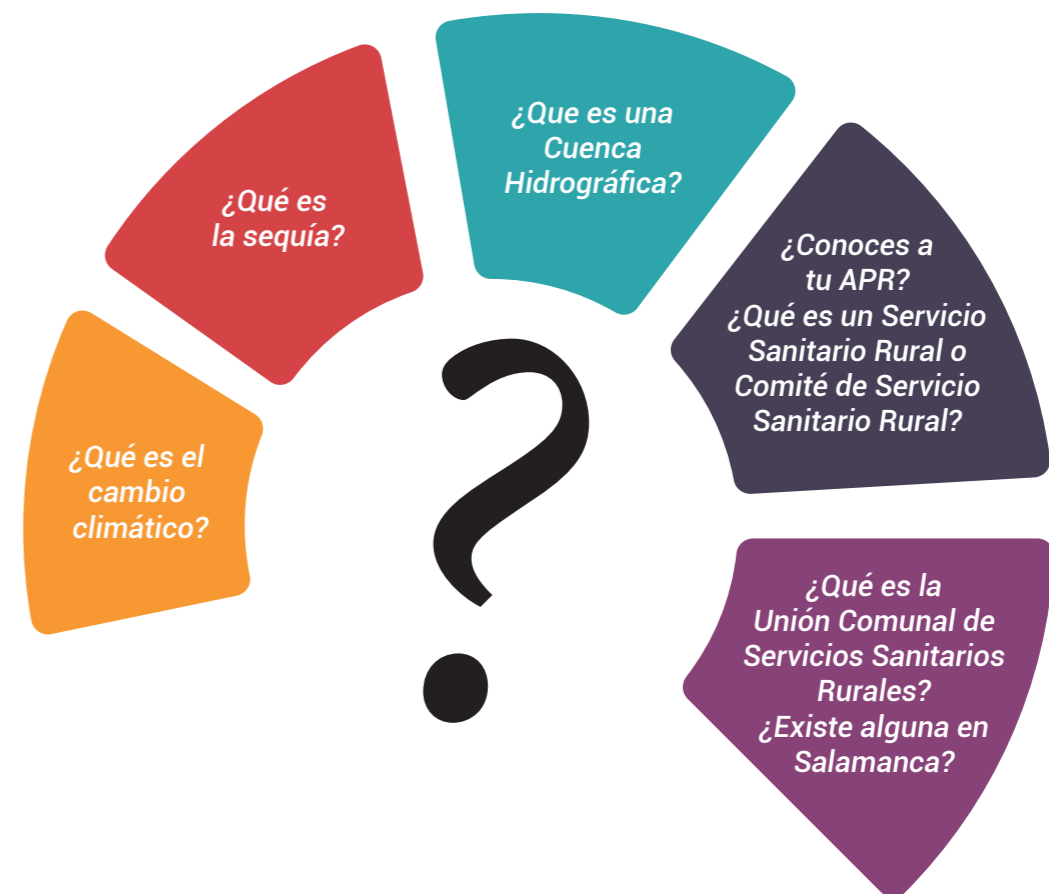 ¿Qué es el
cambio
climático?
¿Qué es
la sequía?
¿Que es una
Cuenca
Hidrográfica?
¿Conoces a
tu APR?
¿Qué es un Servicio
Sanitario Rural o
Comité de Servicio
Sanitario Rural?
¿Qué es la
Unión Comunal de
Servicios Sanitarios
Rurales?
¿Existe alguna en
Salamanca?
?